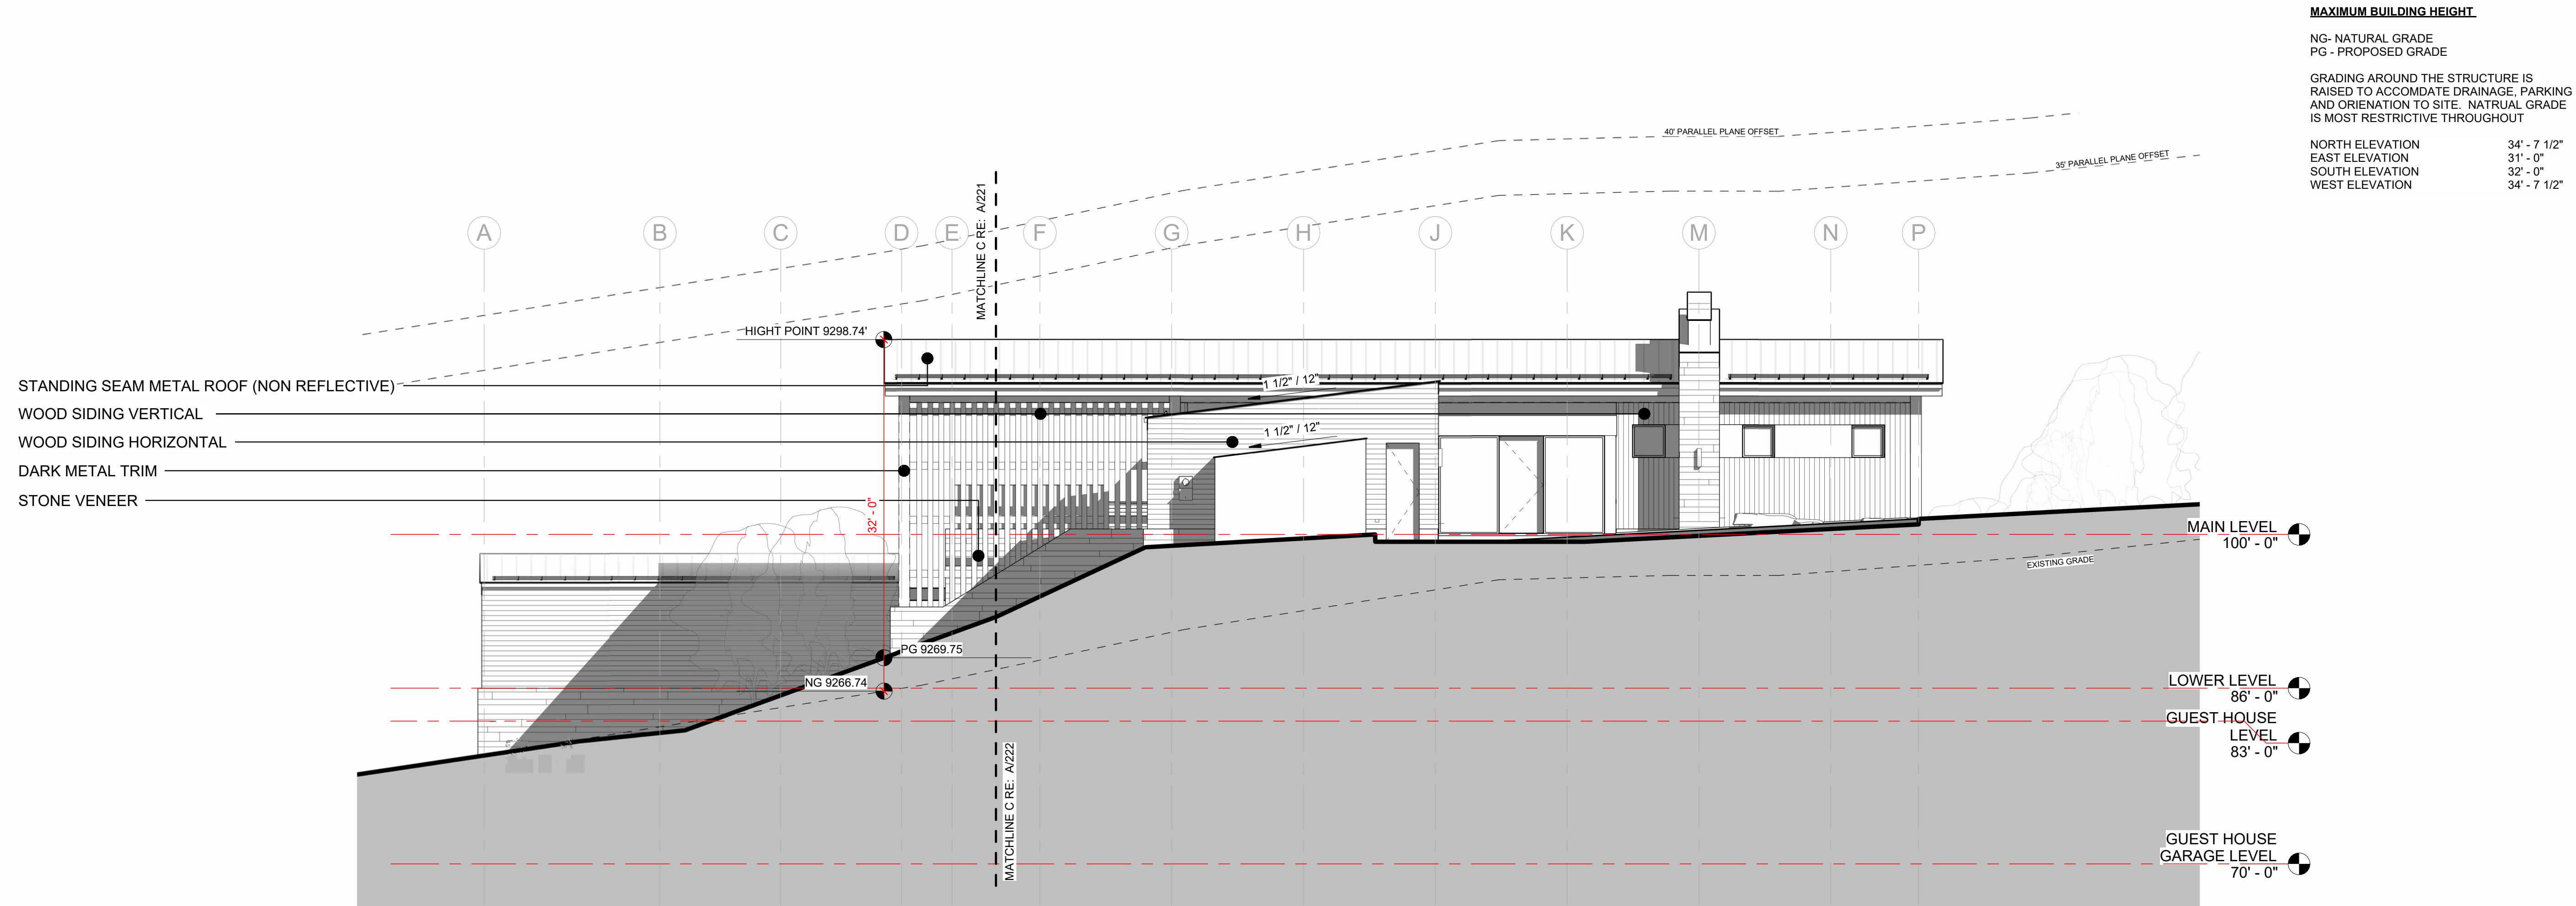 MAXIMUM BUILDING HEIGHT
NG- NATURAL GRADE
PG - PROPOSED GRADE
GRADING AROUND THE STRUCTURE IS
RAISED TO ACCOMDATE DRAINAGE, PARKING
AND ORIENATION TO SITE. NATRUAL GRADE
IS MOST RESTRICTIVE THROUGHOUT
NORTH ELEVATION 34' - 7 1/2"
EAST ELEVATION 31' - 0"
SOUTH ELEVATION 32' - 0"
WEST ELEVATION 34' - 7 1/2"
40' PARALLEL PLANE OFFSET
35' PARALLEL PLANE OFFSET
MATCHLINE C RE: A/221
A B C D E F G H J K M N P
HIGHT POINT 9298.74'
STANDING SEAM METAL ROOF (NON REFLECTIVE)
WOOD SIDING VERTICAL
WOOD SIDING HORIZONTAL
DARK METAL TRIM
STONE VENEER
1 1/2" / 12"
1 1/2" / 12"
32' - 0"
MAIN LEVEL
100' - 0"
EXISTING GRADE
PG 9269.75
NG 9266.74
LOWER LEVEL
86' - 0"
GUEST HOUSE
LEVEL
83' - 0"
MATCHLINE C RE: A/222
GUEST HOUSE
GARAGE LEVEL
70' - 0"